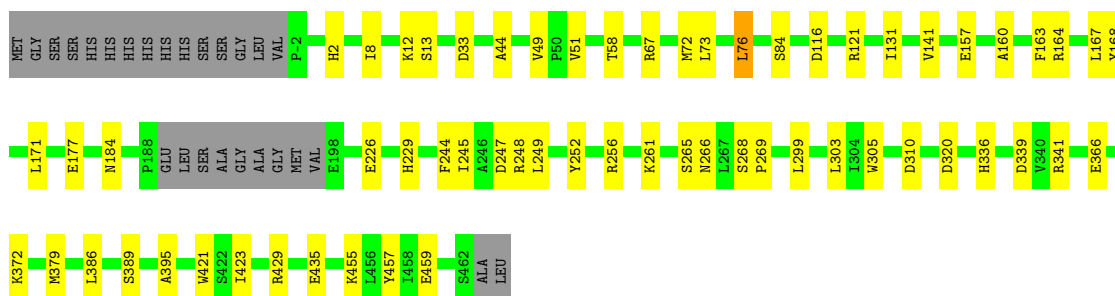 MET GLY SER SER HIS HIS HIS HIS HIS HIS SER SER GLY LEU VAL P-2 H2 I8 K12 S13 D33 A44 V49 P50 V51 T58 R67 M72 L73 L76 S84 D116 R121 I131 V141 E157 A160 F163 R164 L167 Y168
L171 E177 N184 P188 GLU LEU SER ALA GLY ALA GLY MET VAL E198 E226 H229 F244 I245 A246 D247 R248 L249 Y252 R256 K261 S265 N266 L267 S268 P269 L299 L303 I304 W305 D310 D320 H336 D339 V340 R341 E366
K372 M379 L386 S389 A395 W421 S422 I423 R429 E435 K455 L456 Y457 I458 E459 S462 ALA LEU